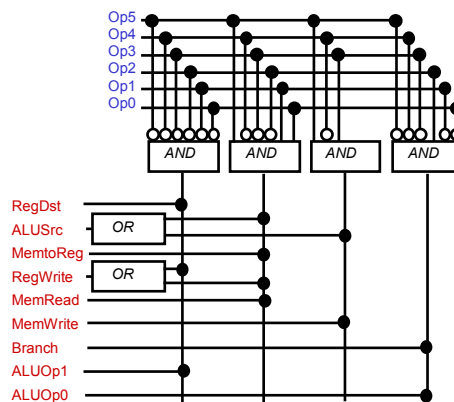 Op5
Op4
Op3
Op2
Op1
Op0
AND AND AND AND
RegDst
ALUSrc OR
MemtoReg
RegWrite OR
MemRead
MemWrite
Branch
ALUOp1
ALUOp0